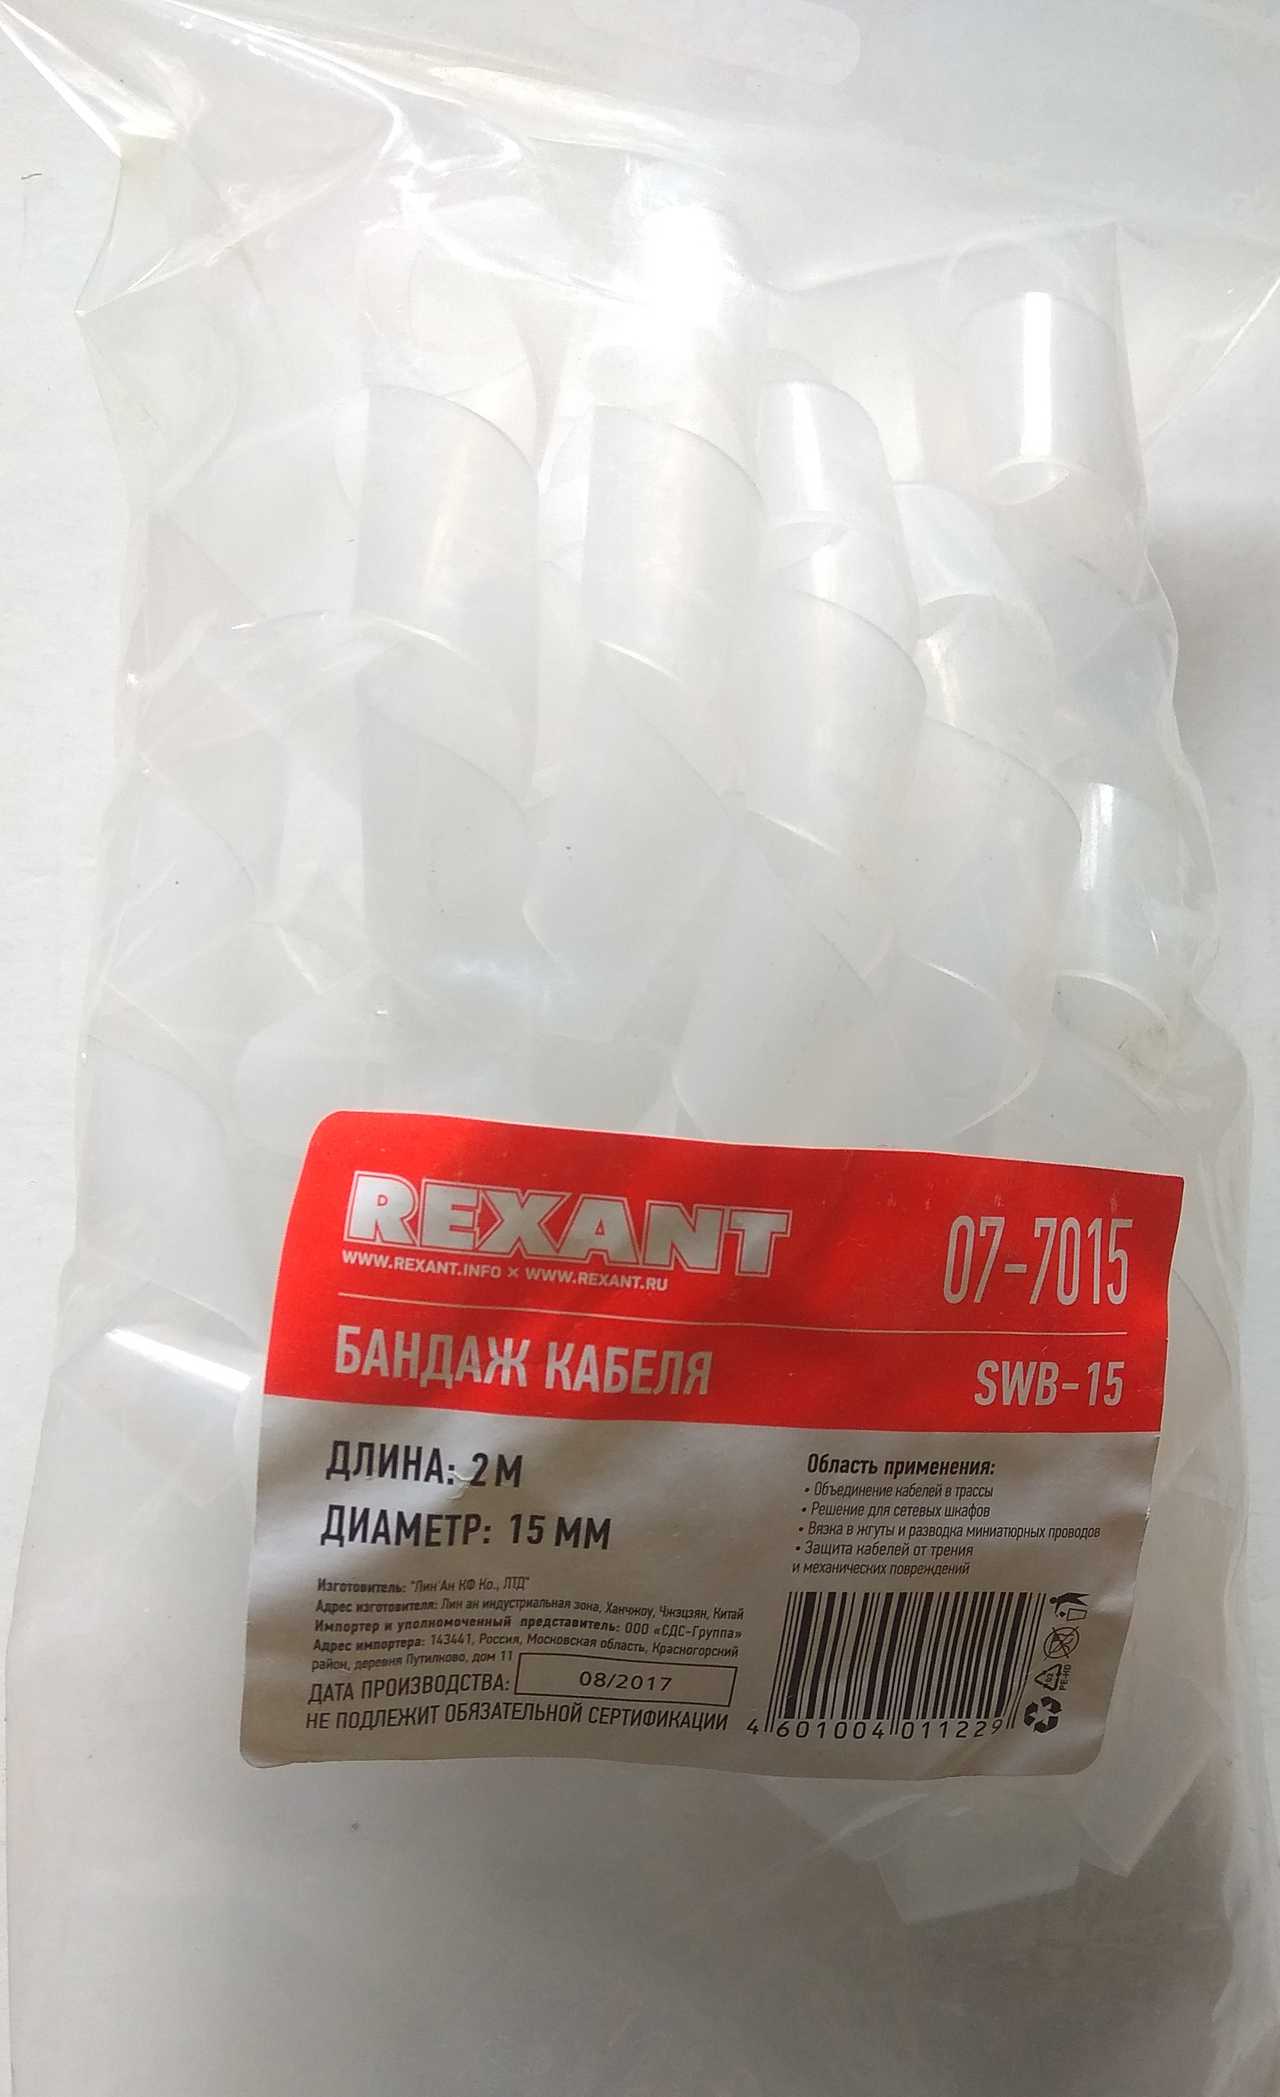 REXANT
WWW.REXANT.INFO × WWW.REXANT.RU
07-7015
БАНДАЖ КАБЕЛЯ
SWB-15
ДЛИНА: 2 М
ДИАМЕТР: 15 ММ
Область применения:
• Объединение кабелей в трассы
• Решение для сетевых шкафов
• Вязка в жгуты и разводка миниатюрных проводов
• Защита кабелей от трения
и механических повреждений
Изготовитель: "Лин'Ан КФ Ко., ЛТД"
Адрес изготовителя: Лин ан индустриальная зона, Ханчжоу, Чжэцзян, Китай
Импортер и уполномоченный представитель: ООО «СДС-Группа»
Адрес импортера: 143441, Россия, Московская область, Красногорский
район, деревня Путилково, дом 11
ДАТА ПРОИЗВОДСТВА: 08/2017
НЕ ПОДЛЕЖИТ ОБЯЗАТЕЛЬНОЙ СЕРТИФИКАЦИИ
4 601004 011229
PE-HD